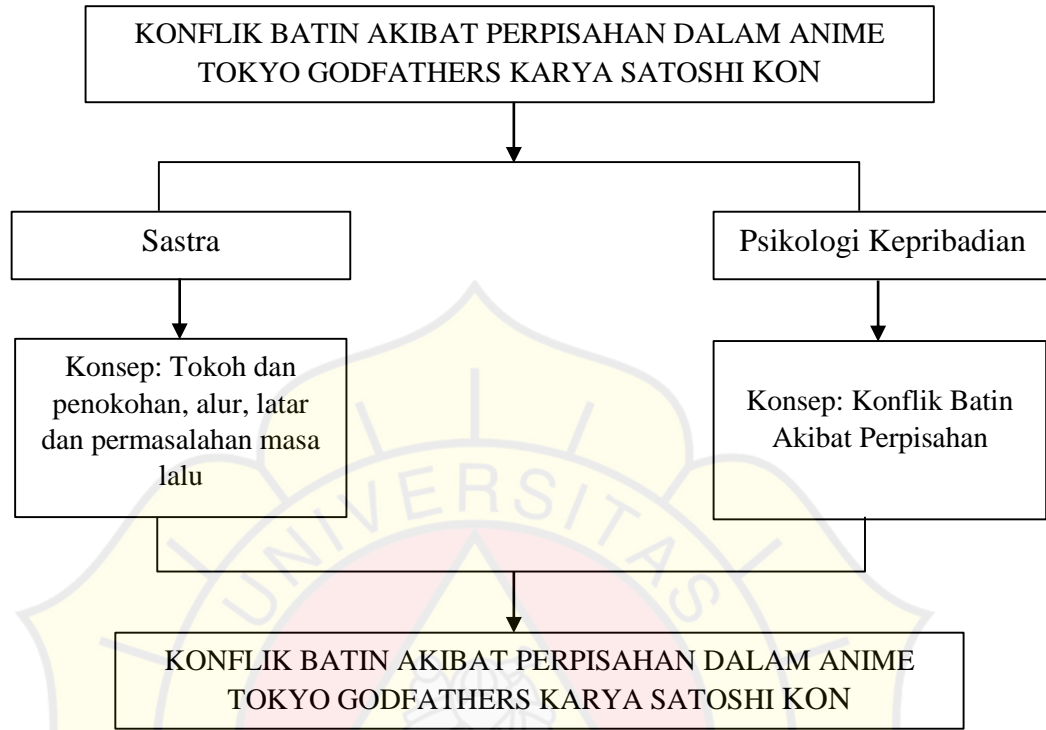 KONFLIK BATIN AKIBAT PERPISAHAN DALAM ANIME
TOKYO GODFATHERS KARYA SATOSHI KON
Sastra
Psikologi Kepribadian
Konsep: Tokoh dan
penokohan, alur, latar
dan permasalahan masa
lalu
Konsep: Konflik Batin
Akibat Perpisahan
UNIVERSITAS
KONFLIK BATIN AKIBAT PERPISAHAN DALAM ANIME
TOKYO GODFATHERS KARYA SATOSHI KON